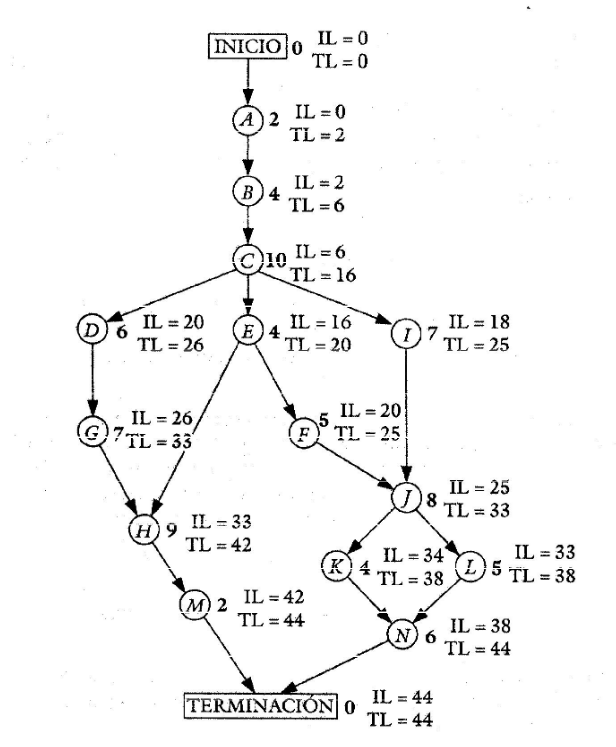 INICIO 0 IL = 0
TL = 0
A 2 IL = 0
TL = 2
B 4 IL = 2
TL = 6
C 10 IL = 6
TL = 16
D 6 IL = 20
TL = 26
E 4 IL = 16
TL = 20
I 7 IL = 18
TL = 25
G 7 IL = 26
TL = 33
F 5 IL = 20
TL = 25
J 8 IL = 25
TL = 33
H 9 IL = 33
TL = 42
K 4 IL = 34
TL = 38
L 5 IL = 33
TL = 38
M 2 IL = 42
TL = 44
N 6 IL = 38
TL = 44
TERMINACIÓN 0 IL = 44
TL = 44